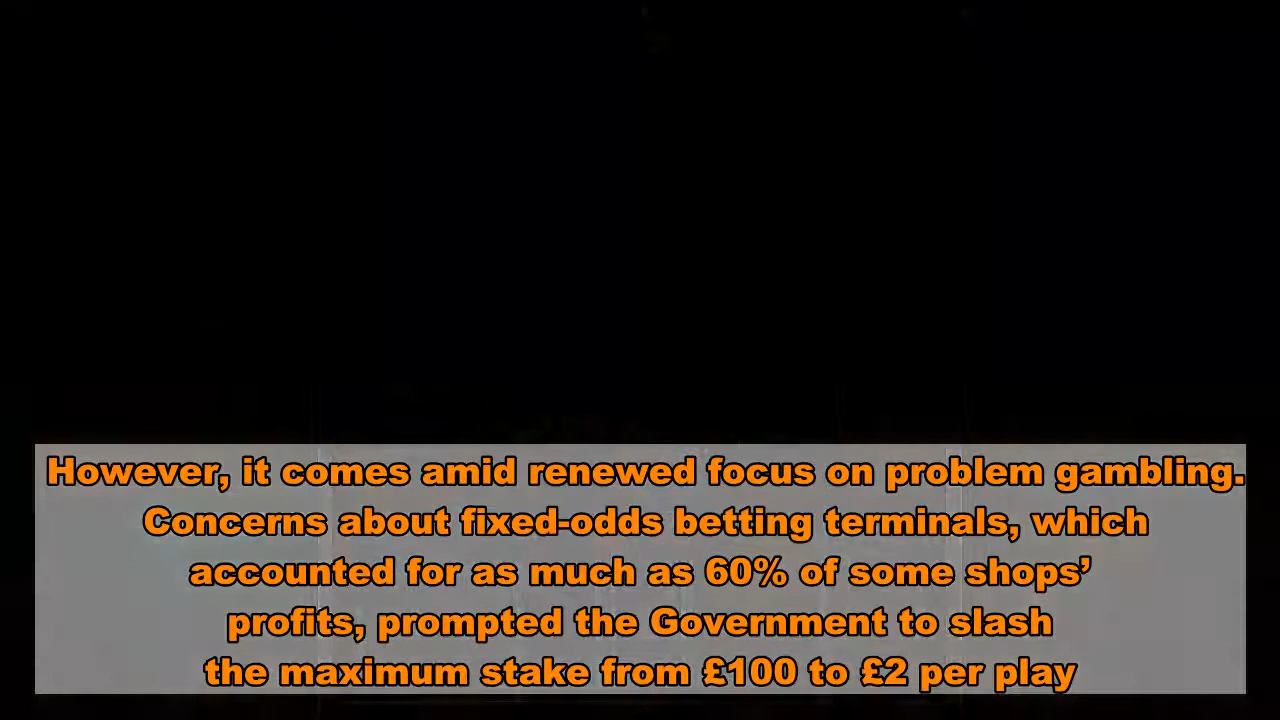 However, it comes amid renewed focus on problem gambling.
Concerns about fixed-odds betting terminals, which
accounted for as much as 60% of some shops’
profits, prompted the Government to slash
the maximum stake from £100 to £2 per play